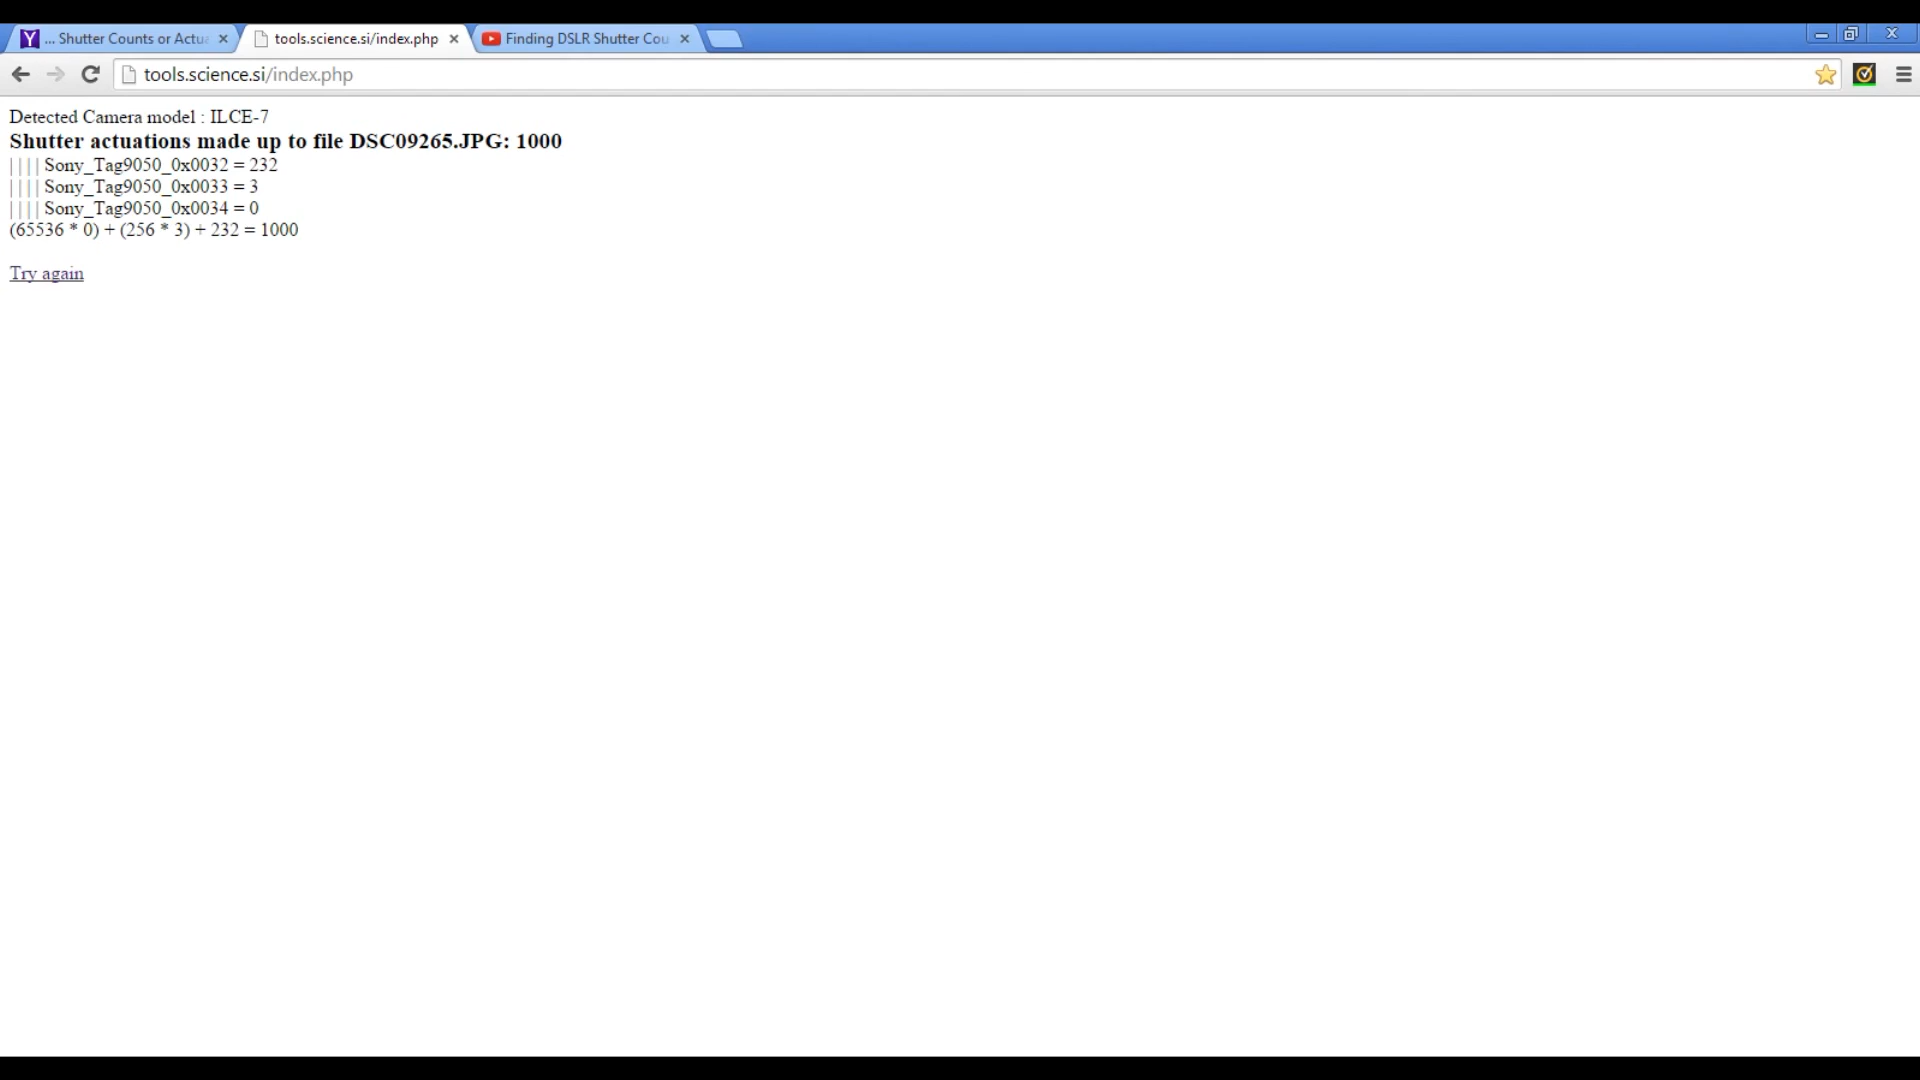 ... Shutter Counts or Actua
tools.science.si/index.php
Finding DSLR Shutter Cou
tools.science.si/index.php
Detected Camera model : ILCE-7
Shutter actuations made up to file DSC09265.JPG: 1000
| | | | Sony_Tag9050_0x0032 = 232
| | | | Sony_Tag9050_0x0033 = 3
| | | | Sony_Tag9050_0x0034 = 0
(65536 * 0) + (256 * 3) + 232 = 1000
Try again